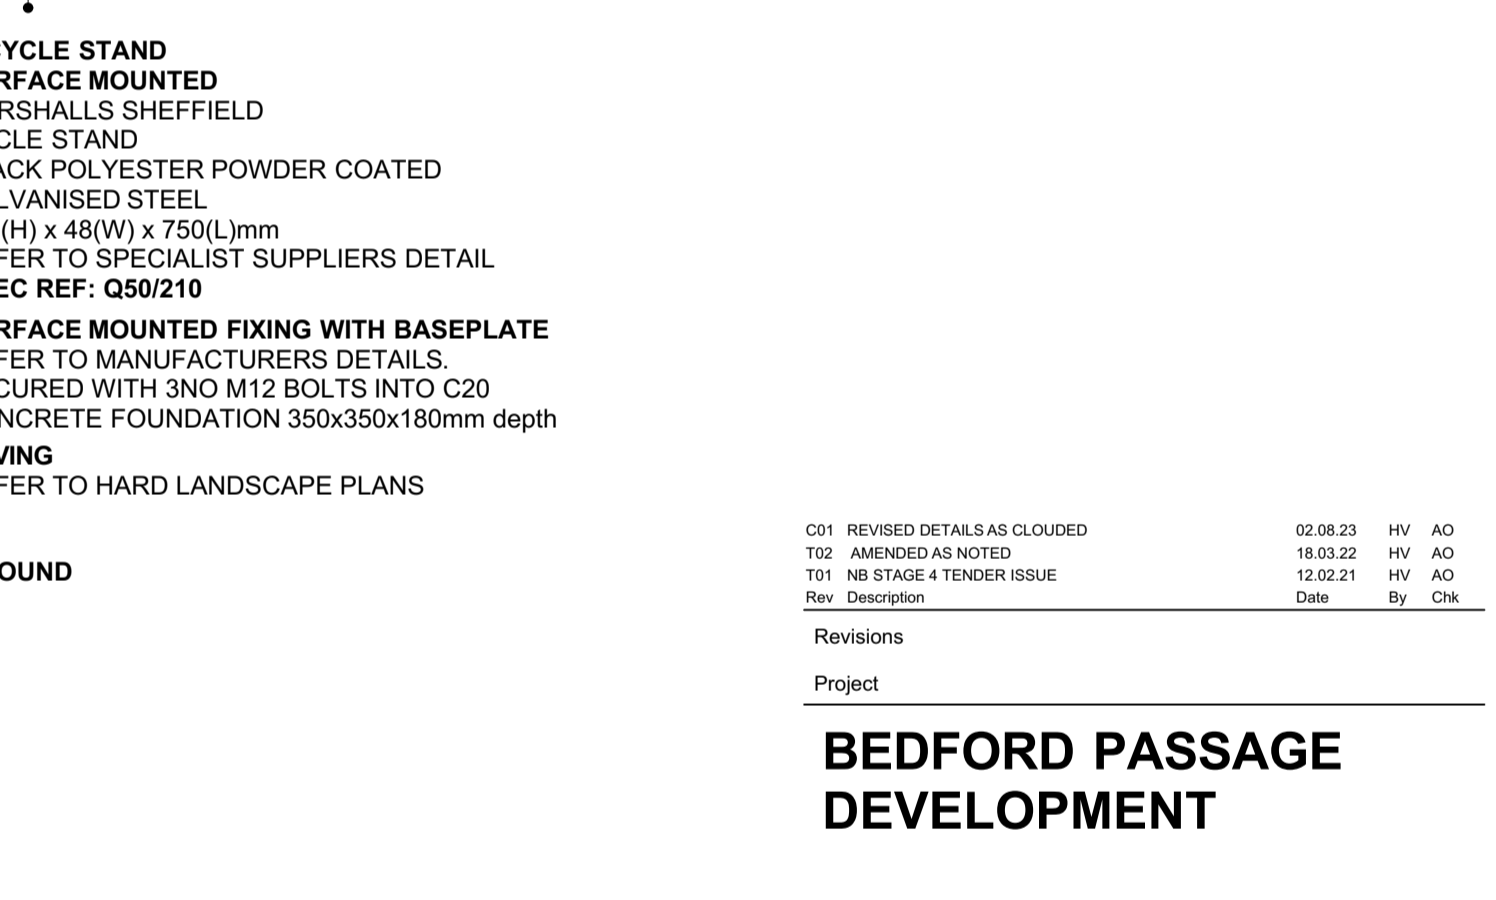 YCLE STAND
RFACE MOUNTED
RSHALLS SHEFFIELD
CLE STAND
ACK POLYESTER POWDER COATED
LVANISED STEEL
(H) x 48(W) x 750(L)mm
FER TO SPECIALIST SUPPLIERS DETAIL
EC REF: Q50/210
RFACE MOUNTED FIXING WITH BASEPLATE
FER TO MANUFACTURERS DETAILS.
CURED WITH 3NO M12 BOLTS INTO C20
NCRETE FOUNDATION 350x350x180mm depth
VING
FER TO HARD LANDSCAPE PLANS
OUND
C01 REVISED DETAILS AS CLOUDED 02.08.23 HV AO
T02 AMENDED AS NOTED 18.03.22 HV AO
T01 NB STAGE 4 TENDER ISSUE 12.02.21 HV AO
Rev Description Date By Chk
Revisions
Project
BEDFORD PASSAGE
DEVELOPMENT